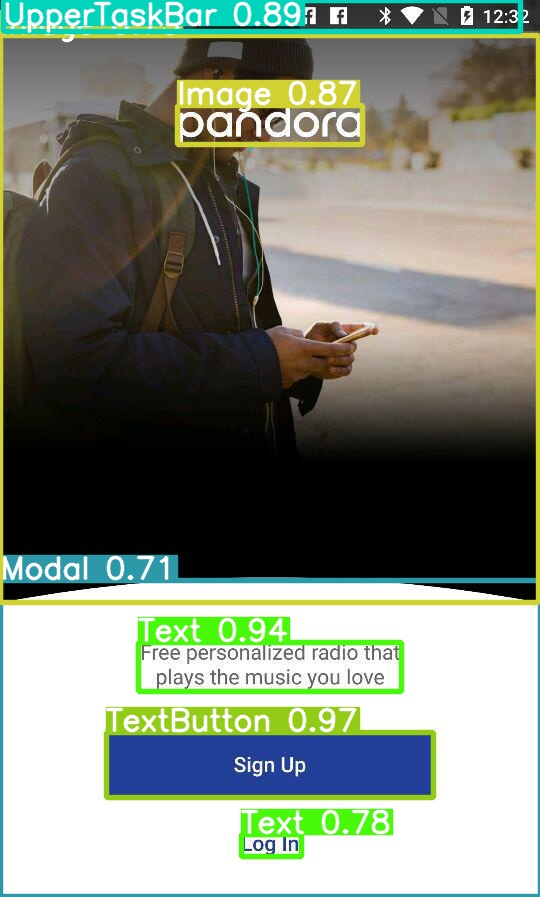 UpperTaskBar 0.89
12:32
Image 0.87
pandora
Modal 0.71
Text 0.94
Free personalized radio that
plays the music you love
TextButton 0.97
Sign Up
Text 0.78
Log In